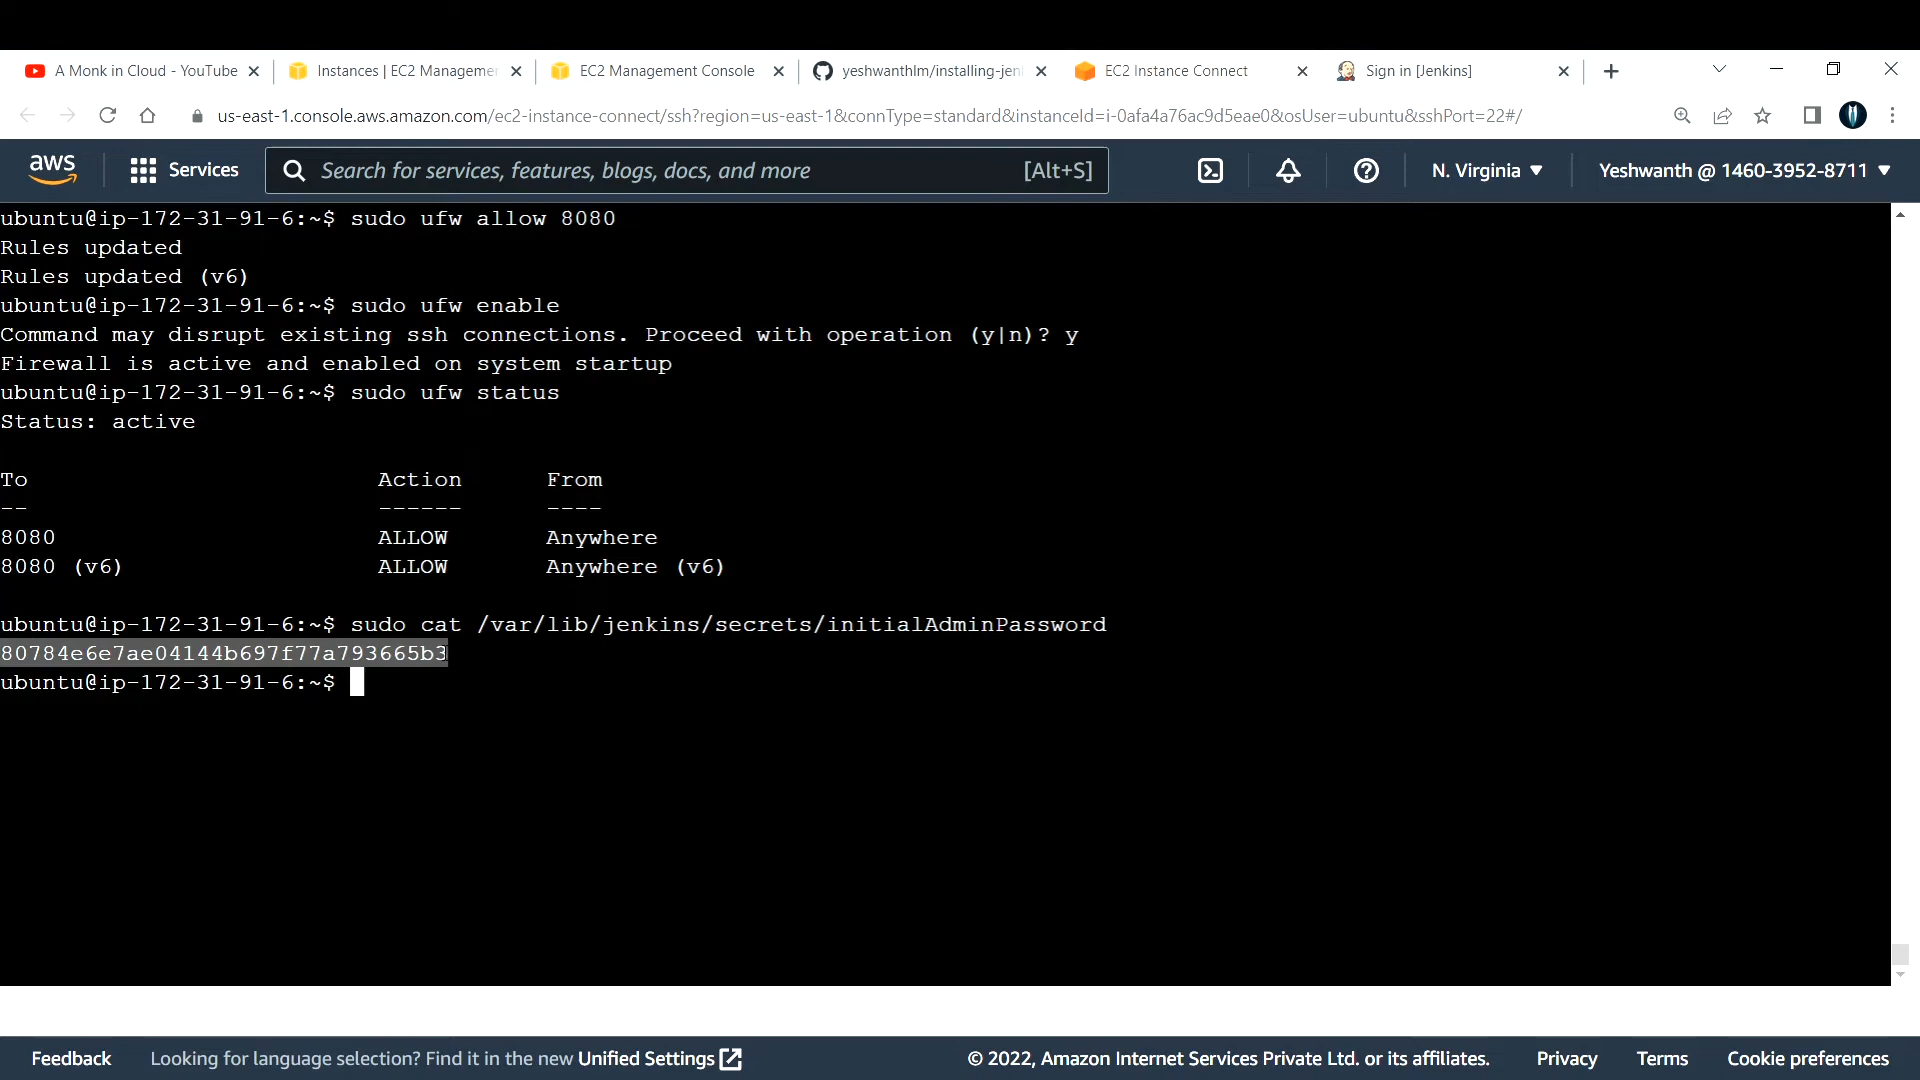 A Monk in Cloud - YouTube
Instances | EC2 Manageme
EC2 Management Console
yeshwanthlm/installing-jen
EC2 Instance Connect
Sign in [Jenkins]
us-east-1.console.aws.amazon.com/ec2-instance-connect/ssh?region=us-east-1&connType=standard&instanceId=i-0afa4a76ac9d5eae0&osUser=ubuntu&sshPort=22#/
aws
Services
Search for services, features, blogs, docs, and more
[Alt+S]
N. Virginia
Yeshwanth @ 1460-3952-8711
ubuntu@ip-172-31-91-6:~$ sudo ufw allow 8080
Rules updated
Rules updated (v6)
ubuntu@ip-172-31-91-6:~$ sudo ufw enable
Command may disrupt existing ssh connections. Proceed with operation (y|n)? y
Firewall is active and enabled on system startup
ubuntu@ip-172-31-91-6:~$ sudo ufw status
Status: active
To Action From
-- ------ ----
8080 ALLOW Anywhere
8080 (v6) ALLOW Anywhere (v6)
ubuntu@ip-172-31-91-6:~$ sudo cat /var/lib/jenkins/secrets/initialAdminPassword
80784e6e7ae04144b697f77a793665b3
ubuntu@ip-172-31-91-6:~$
Feedback
Looking for language selection? Find it in the new Unified Settings
© 2022, Amazon Internet Services Private Ltd. or its affiliates.
Privacy
Terms
Cookie preferences